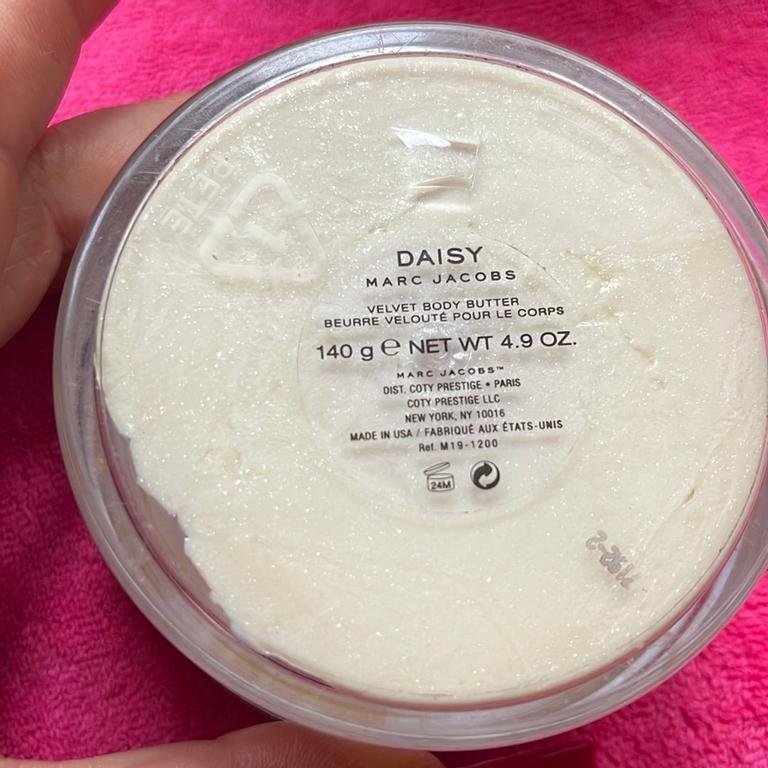 PETE
1
DAISY
MARC JACOBS
VELVET BODY BUTTER
BEURRE VELOUTÉ POUR LE CORPS
140 g ℮ NET WT 4.9 OZ.
MARC JACOBS™
DIST. COTY PRESTIGE • PARIS
COTY PRESTIGE LLC
NEW YORK, NY 10016
MADE IN USA / FABRIQUÉ AUX ÉTATS-UNIS
Ref. M19-1200
24M